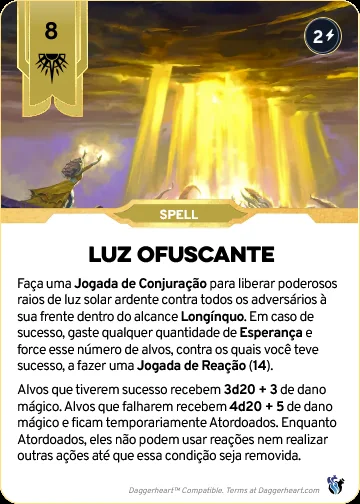 8
2
SPELL
LUZ OFUSCANTE
Faça uma Jogada de Conjuração para liberar poderosos
raios de luz solar ardente contra todos os adversários à
sua frente dentro do alcance Longínquo. Em caso de
sucesso, gaste qualquer quantidade de Esperança e
force esse número de alvos, contra os quais você teve
sucesso, a fazer uma Jogada de Reação (14).
Alvos que tiverem sucesso recebem 3d20 + 3 de dano
mágico. Alvos que falharem recebem 4d20 + 5 de dano
mágico e ficam temporariamente Atordoados. Enquanto
Atordoados, eles não podem usar reações nem realizar
outras ações até que essa condição seja removida.
Daggerheart™ Compatible. Terms at Daggerheart.com